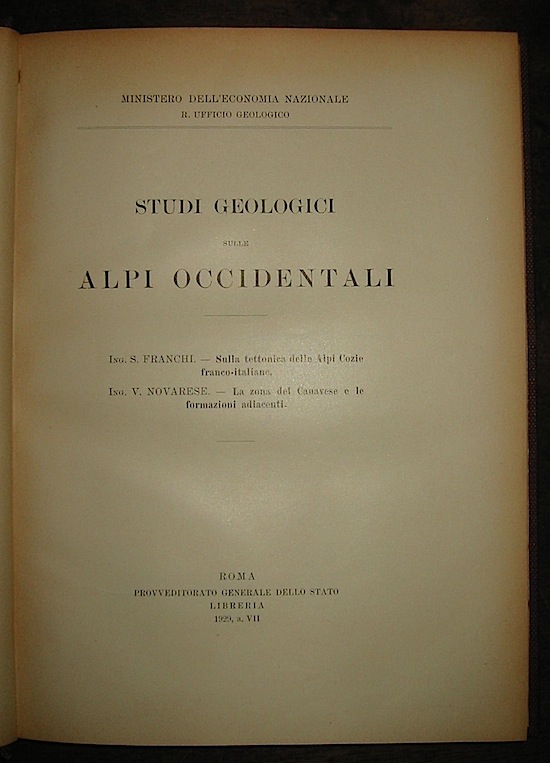 MINISTERO DELL'ECONOMIA NAZIONALE
R. UFFICIO GEOLOGICO
STUDI GEOLOGICI
SULLE
ALPI OCCIDENTALI
ING. S. FRANCHI. — Sulla tettonica delle Alpi Cozie
franco-italiane.
ING. V. NOVARESE. — La zona del Canavese e le
formazioni adiacenti.
ROMA
PROVVEDITORATO GENERALE DELLO STATO
LIBRERIA
1929, a. VII